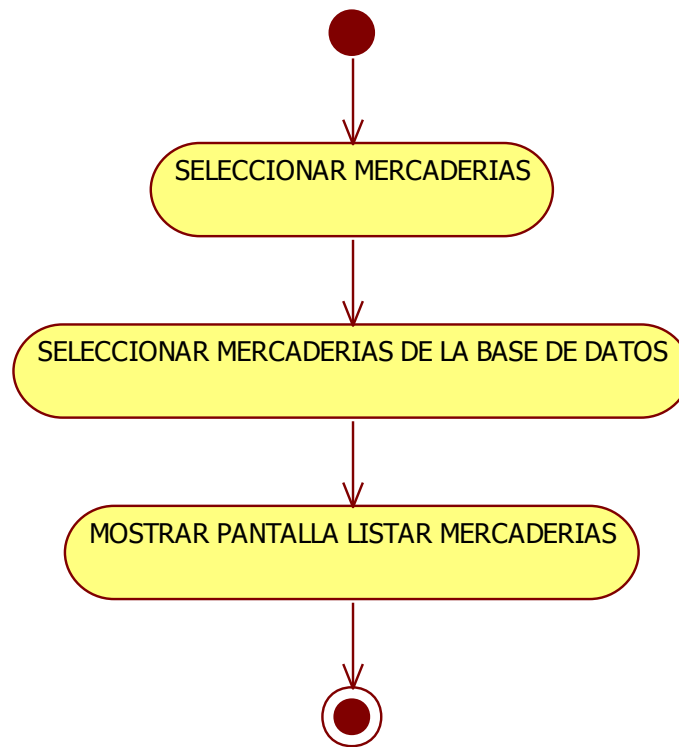 SELECCIONAR MERCADERIAS
SELECCIONAR MERCADERIAS DE LA BASE DE DATOS
MOSTRAR PANTALLA LISTAR MERCADERIAS